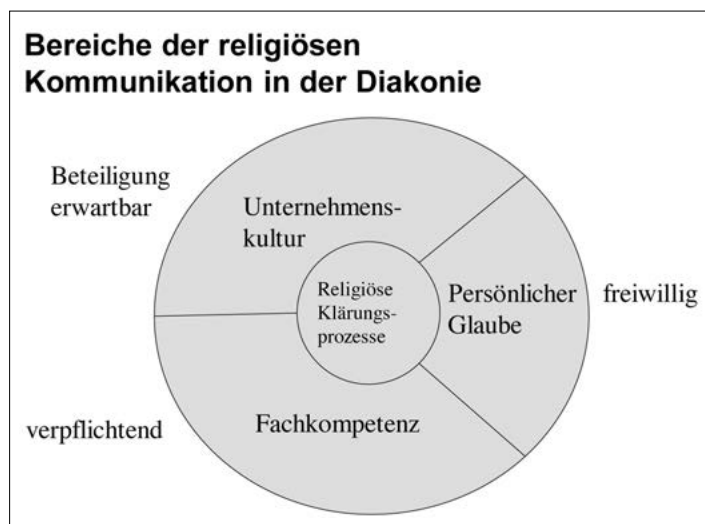 Bereiche der religiösen
Kommunikation in der Diakonie
Beteiligung
erwartbar
Unternehmens-
kultur
Religiöse
Klärungs-
prozesse
Persönlicher
Glaube
freiwillig
verpflichtend
Fachkompetenz